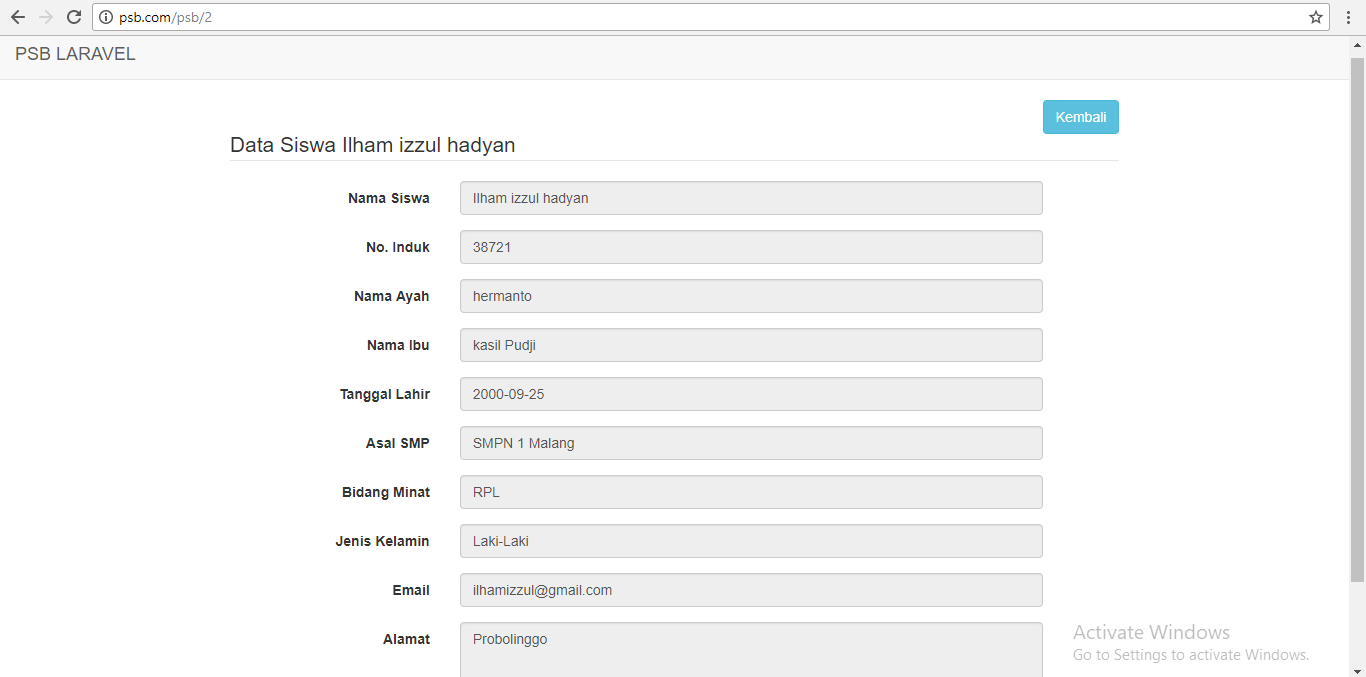 psb.com/psb/2
PSB LARAVEL
Kembali
Data Siswa Ilham izzul hadyan
Nama Siswa Ilham izzul hadyan
No. Induk 38721
Nama Ayah hermanto
Nama Ibu kasil Pudji
Tanggal Lahir 2000-09-25
Asal SMP SMPN 1 Malang
Bidang Minat RPL
Jenis Kelamin Laki-Laki
Email ilhamizzul@gmail.com
Alamat Probolinggo
Activate Windows
Go to Settings to activate Windows.